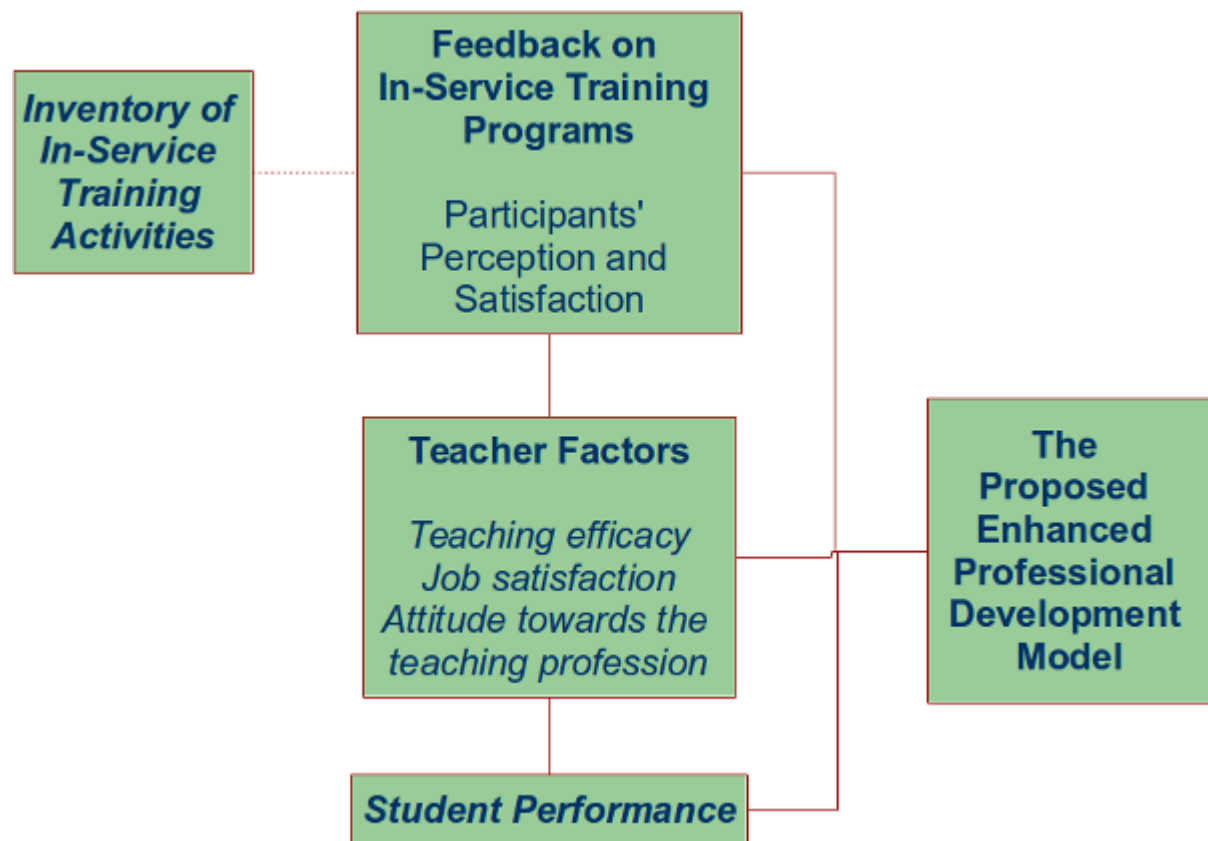 Inventory of
In-Service
Training
Activities
Feedback on
In-Service Training
Programs
Participants'
Perception and
Satisfaction
Teacher Factors
Teaching efficacy
Job satisfaction
Attitude towards the
teaching profession
Student Performance
The
Proposed
Enhanced
Professional
Development
Model